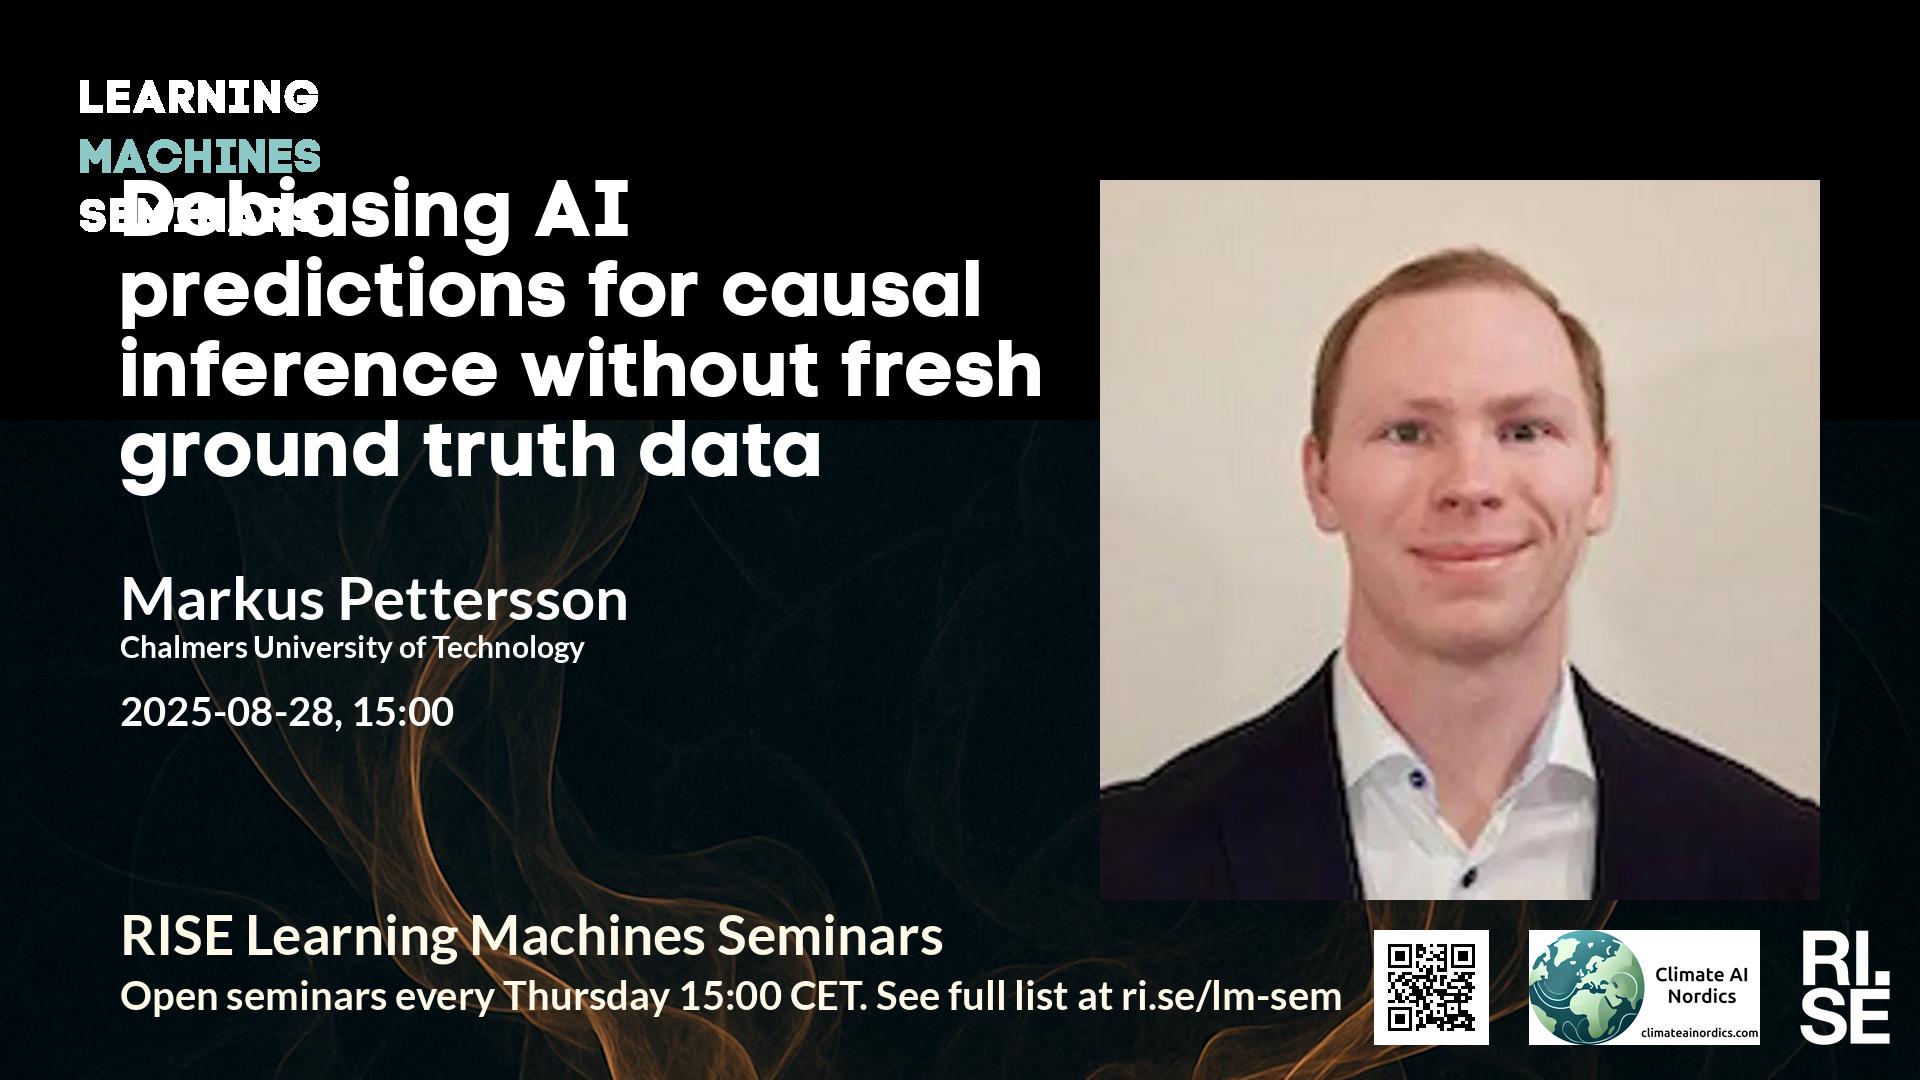 LEARNING
MACHINES
SEMINARS
Debiasing AI
predictions for causal
inference without fresh
ground truth data
Markus Pettersson
Chalmers University of Technology
2025-08-28, 15:00
RISE Learning Machines Seminars
Open seminars every Thursday 15:00 CET. See full list at ri.se/lm-sem
Climate AI
Nordics
climateainordics.com
RI.
SE